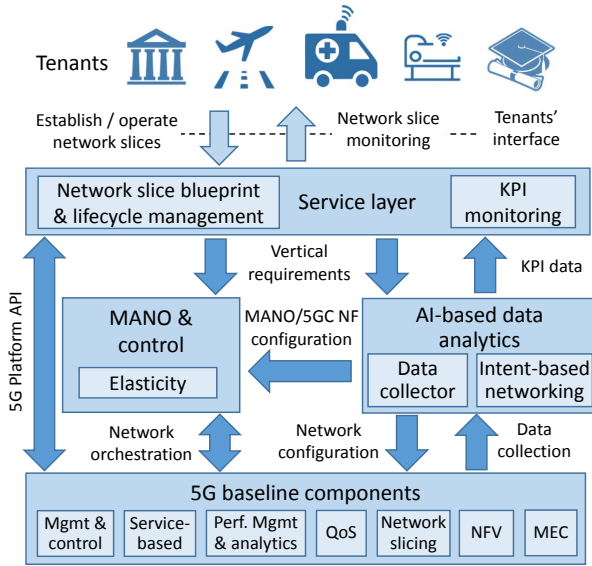 Tenants
Establish / operate
network slices
Network slice
monitoring
Tenants'
interface
Network slice blueprint
& lifecycle management
Service layer
KPI
monitoring
5G Platform API
Vertical
requirements
KPI data
MANO &
control
Elasticity
MANO/5GC NF
configuration
AI-based data
analytics
Data
collector
Intent-based
networking
Network
orchestration
Network
configuration
Data
collection
5G baseline components
Mgmt &
control
Service-
based
Perf. Mgmt
& analytics
QoS
Network
slicing
NFV
MEC